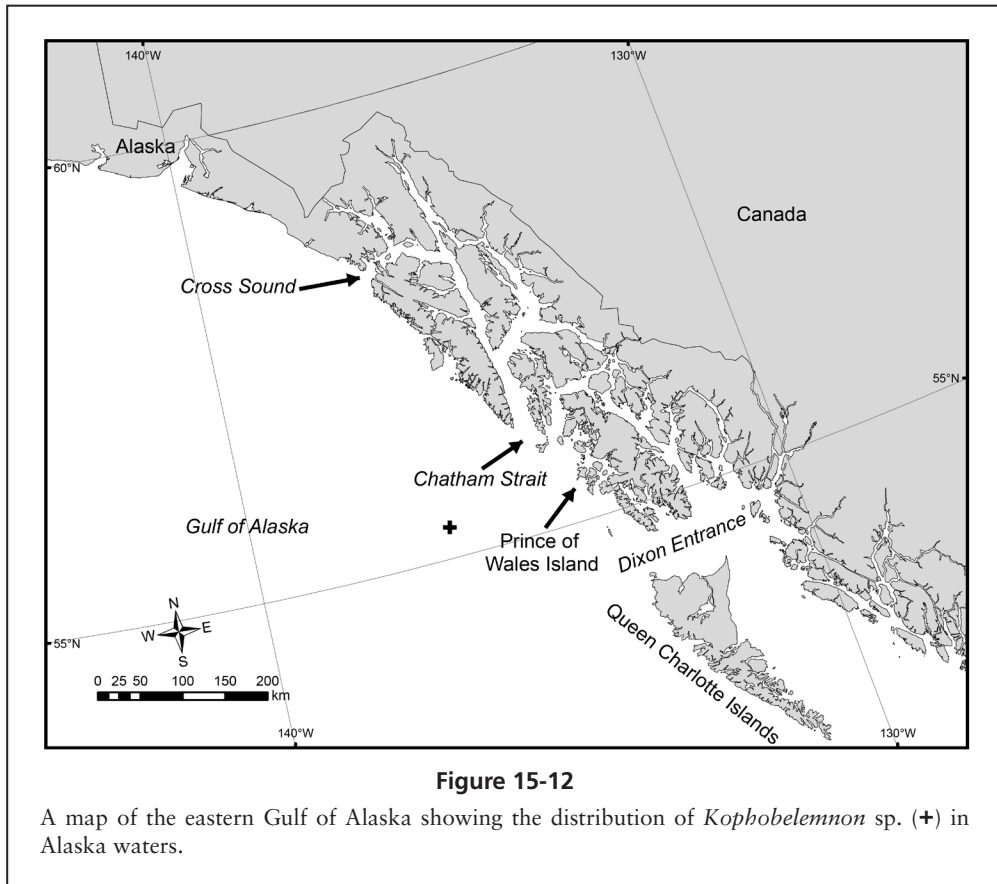 140°W
130°W
Alaska
60°N
Canada
Cross Sound
55°N
Chatham Strait
Gulf of Alaska
+
Prince of
Wales Island
Dixon Entrance
N
W E
S
55°N
Queen Charlotte Islands
0 25 50 100 150 200
km
140°W
130°W
Figure 15-12
A map of the eastern Gulf of Alaska showing the distribution of Kophobelemnon sp. (+) in
Alaska waters.